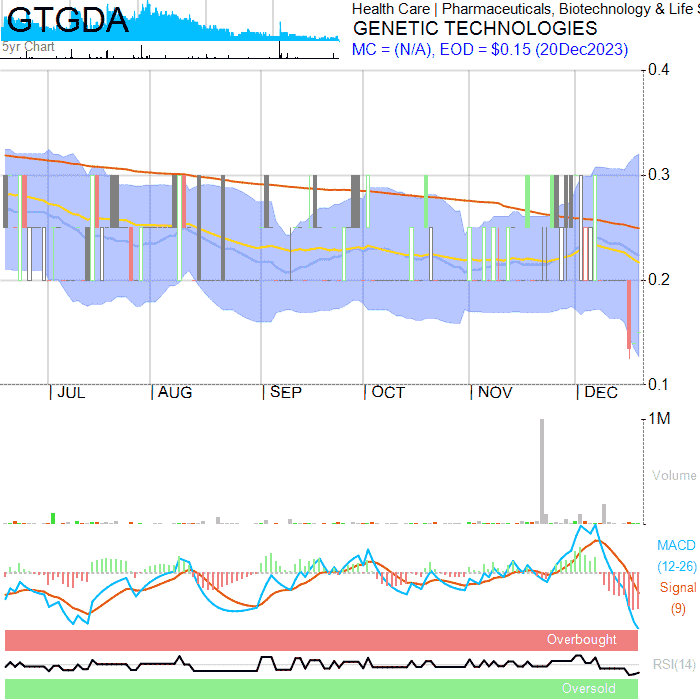 GTGDA
5yr Chart
Health Care | Pharmaceuticals, Biotechnology & Life S
GENETIC TECHNOLOGIES
MC = (N/A), EOD = $0.15 (20Dec2023)
0.4
0.3
0.2
0.1
JUL AUG SEP OCT NOV DEC
1M
Volume
MACD
(12-26)
Signal
(9)
Overbought
RSI(14)
Oversold